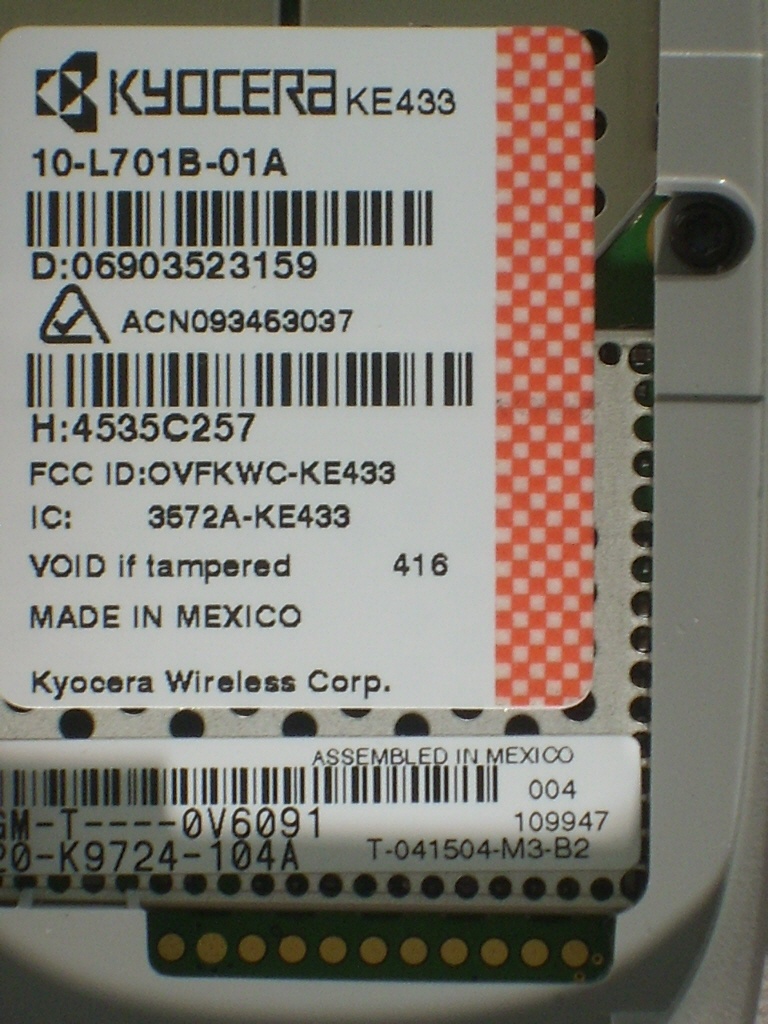 KYOCERA KE433
10-L701B-01A
D:06903523159
ACN093463037
H:4535C257
FCC ID:OVFKWC-KE433
IC: 3572A-KE433
VOID if tampered 416
MADE IN MEXICO
Kyocera Wireless Corp.
ASSEMBLED IN MEXICO
004
GM-T----0V6091 109947
20-K9724-104A T-041504-M3-B2